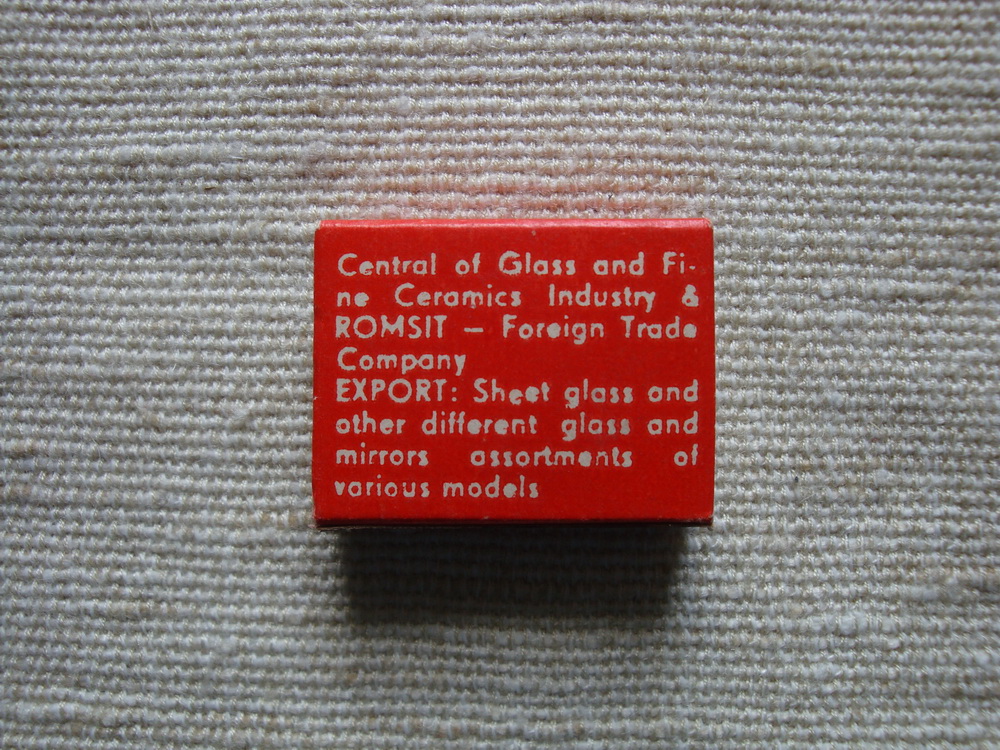 Central of Glass and Fi-
ne Ceramics Industry &
ROMSIT — Foreign Trade
Company
EXPORT: Sheet glass and
other different glass and
mirrors assortments of
various models